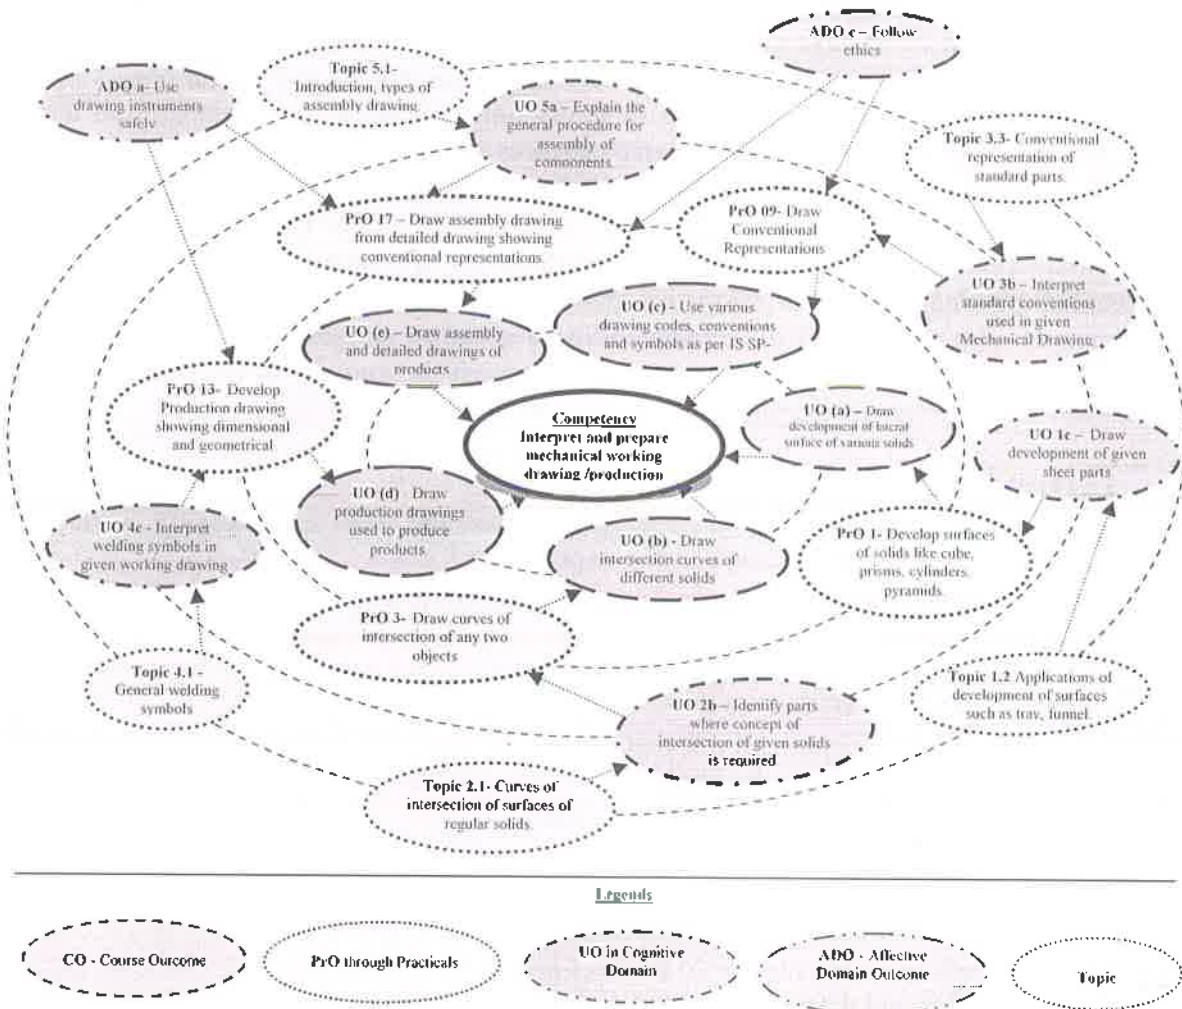 ADO c – Follow
ethics
Topic 5.1-
Introduction, types of
assembly drawing.
ADO a- Use
drawing instruments
safely
UO 5a – Explain the
general procedure for
assembly of
components.
Topic 3.3- Conventional
representation of
standard parts.
PrO 17 – Draw assembly drawing
from detailed drawing showing
conventional representations.
PrO 09- Draw
Conventional
Representations
UO 3b – Interpret
standard conventions
used in given
Mechanical Drawing.
UO (e) – Draw assembly
and detailed drawings of
products
UO (c) - Use various
drawing codes, conventions
and symbols as per IS SP-
PrO 13- Develop
Production drawing
showing dimensional
and geometrical
Competency
Interpret and prepare
mechanical working
drawing /production
UO (a) – Draw
development of lateral
surface of various solids
UO 1c – Draw
development of given
sheet parts.
UO (d) – Draw
production drawings
used to produce
products
UO 4c - Interpret
welding symbols in
given working drawing
UO (b) - Draw
intersection curves of
different solids
PrO 1- Develop surfaces
of solids like cube,
prisms, cylinders,
pyramids.
PrO 3- Draw curves of
intersection of any two
objects
Topic 4.1 -
General welding
symbols
UO 2b – Identify parts
where concept of
intersection of given solids
is required
Topic 1.2 Applications of
development of surfaces
such as tray, funnel.
Topic 2.1- Curves of
intersection of surfaces of
regular solids.
Legends
CO - Course Outcome
PrO through Practicals
UO in Cognitive
Domain
ADO - Affective
Domain Outcome
Topic